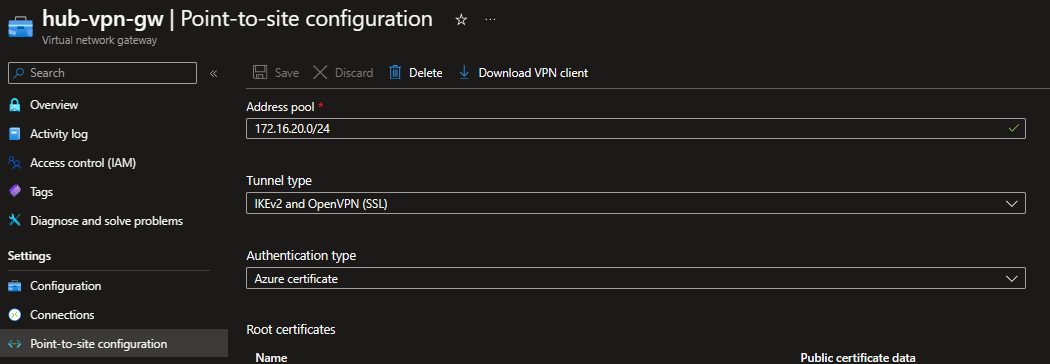 hub-vpn-gw | Point-to-site configuration
Virtual network gateway
Search
Overview
Activity log
Access control (IAM)
Tags
Diagnose and solve problems
Settings
Configuration
Connections
Point-to-site configuration
Save Discard Delete Download VPN client
Address pool *
172.16.20.0/24
Tunnel type
IKEv2 and OpenVPN (SSL)
Authentication type
Azure certificate
Root certificates
Name Public certificate data